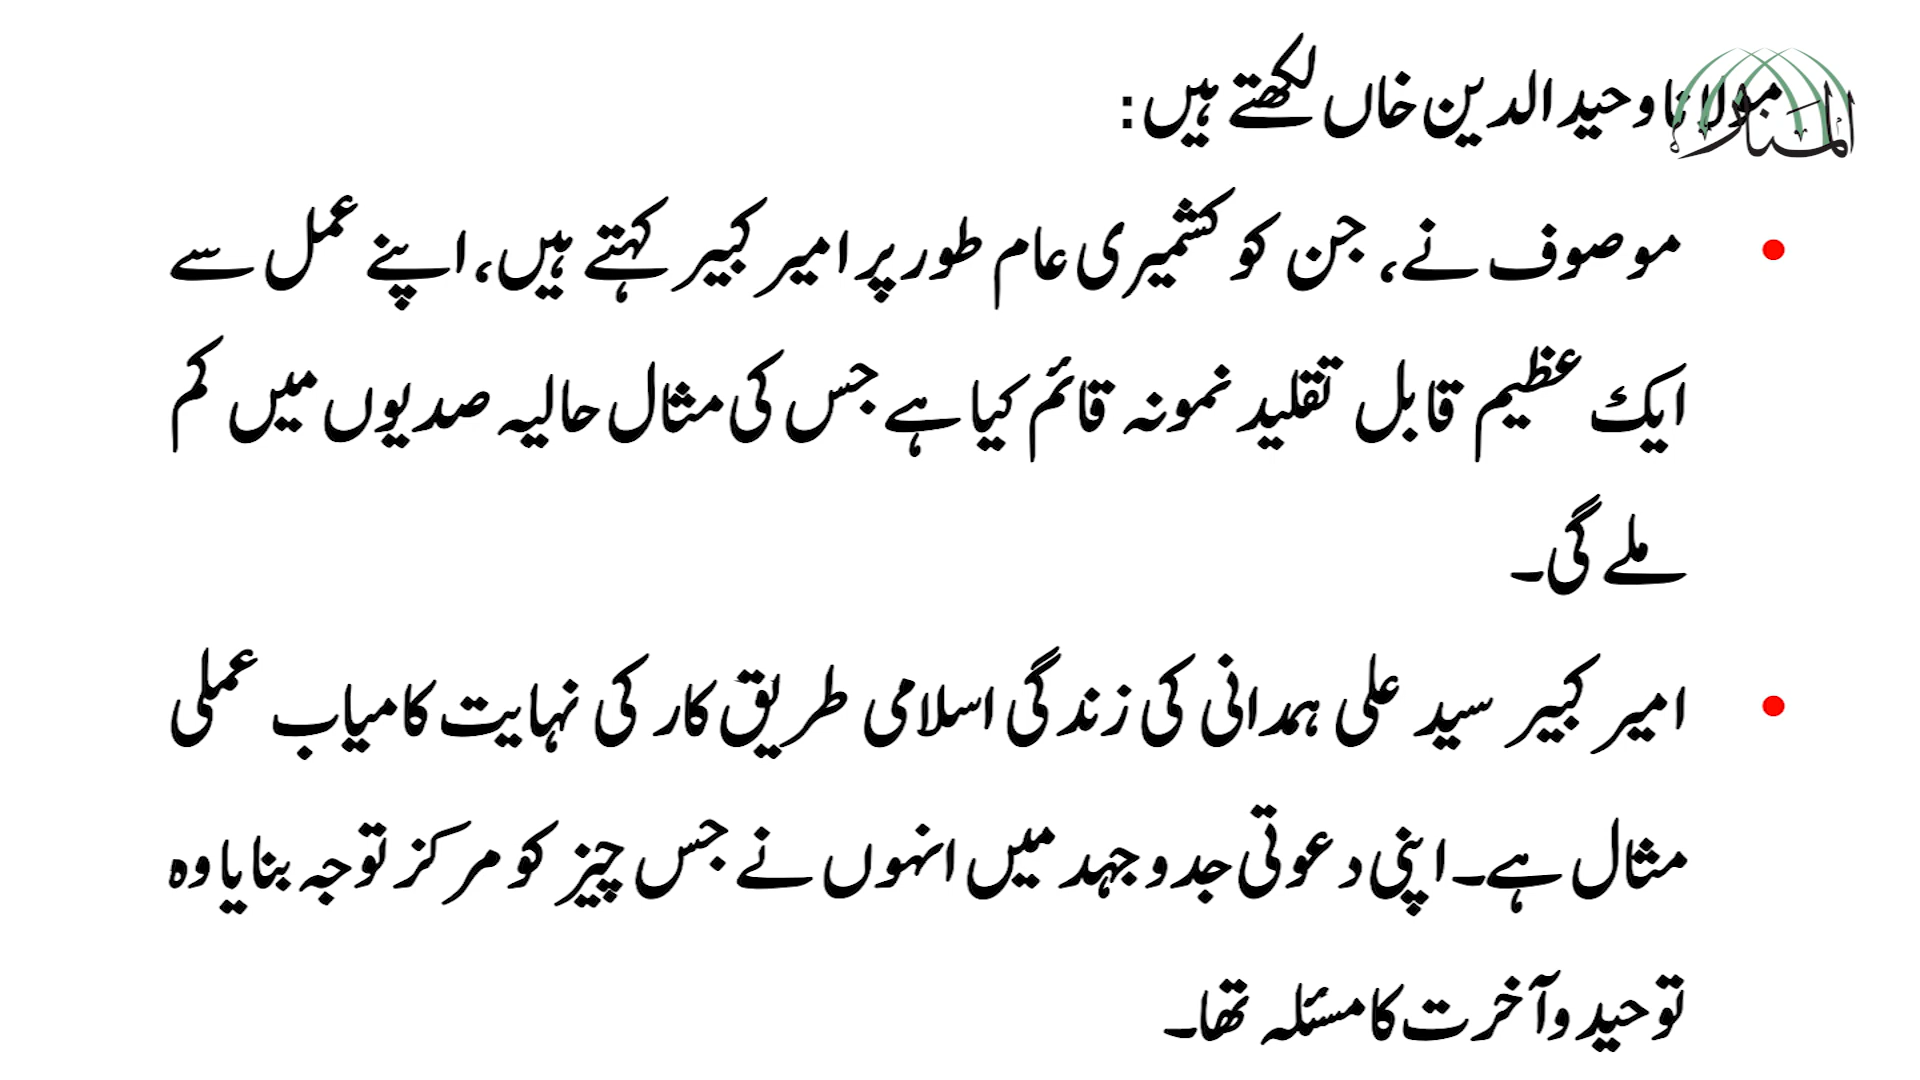 المنار
مولانا وحید الدین خاں لکھتے ہیں:
موصوف نے، جن کو کشمیری عام طور پر امیر کبیر کہتے ہیں، اپنے عمل سے
ایک عظیم قابل تقلید نمونہ قائم کیا ہے جس کی مثال حالیہ صدیوں میں کم
ملے گی۔
امیر کبیر سید علی ہمدانی کی زندگی اسلامی طریق کار کی نہایت کامیاب عملی
مثال ہے۔ اپنی دعوتی جدوجہد میں انہوں نے جس چیز کو مرکز توجہ بنایا وہ
توحید و آخرت کا مسئلہ تھا۔